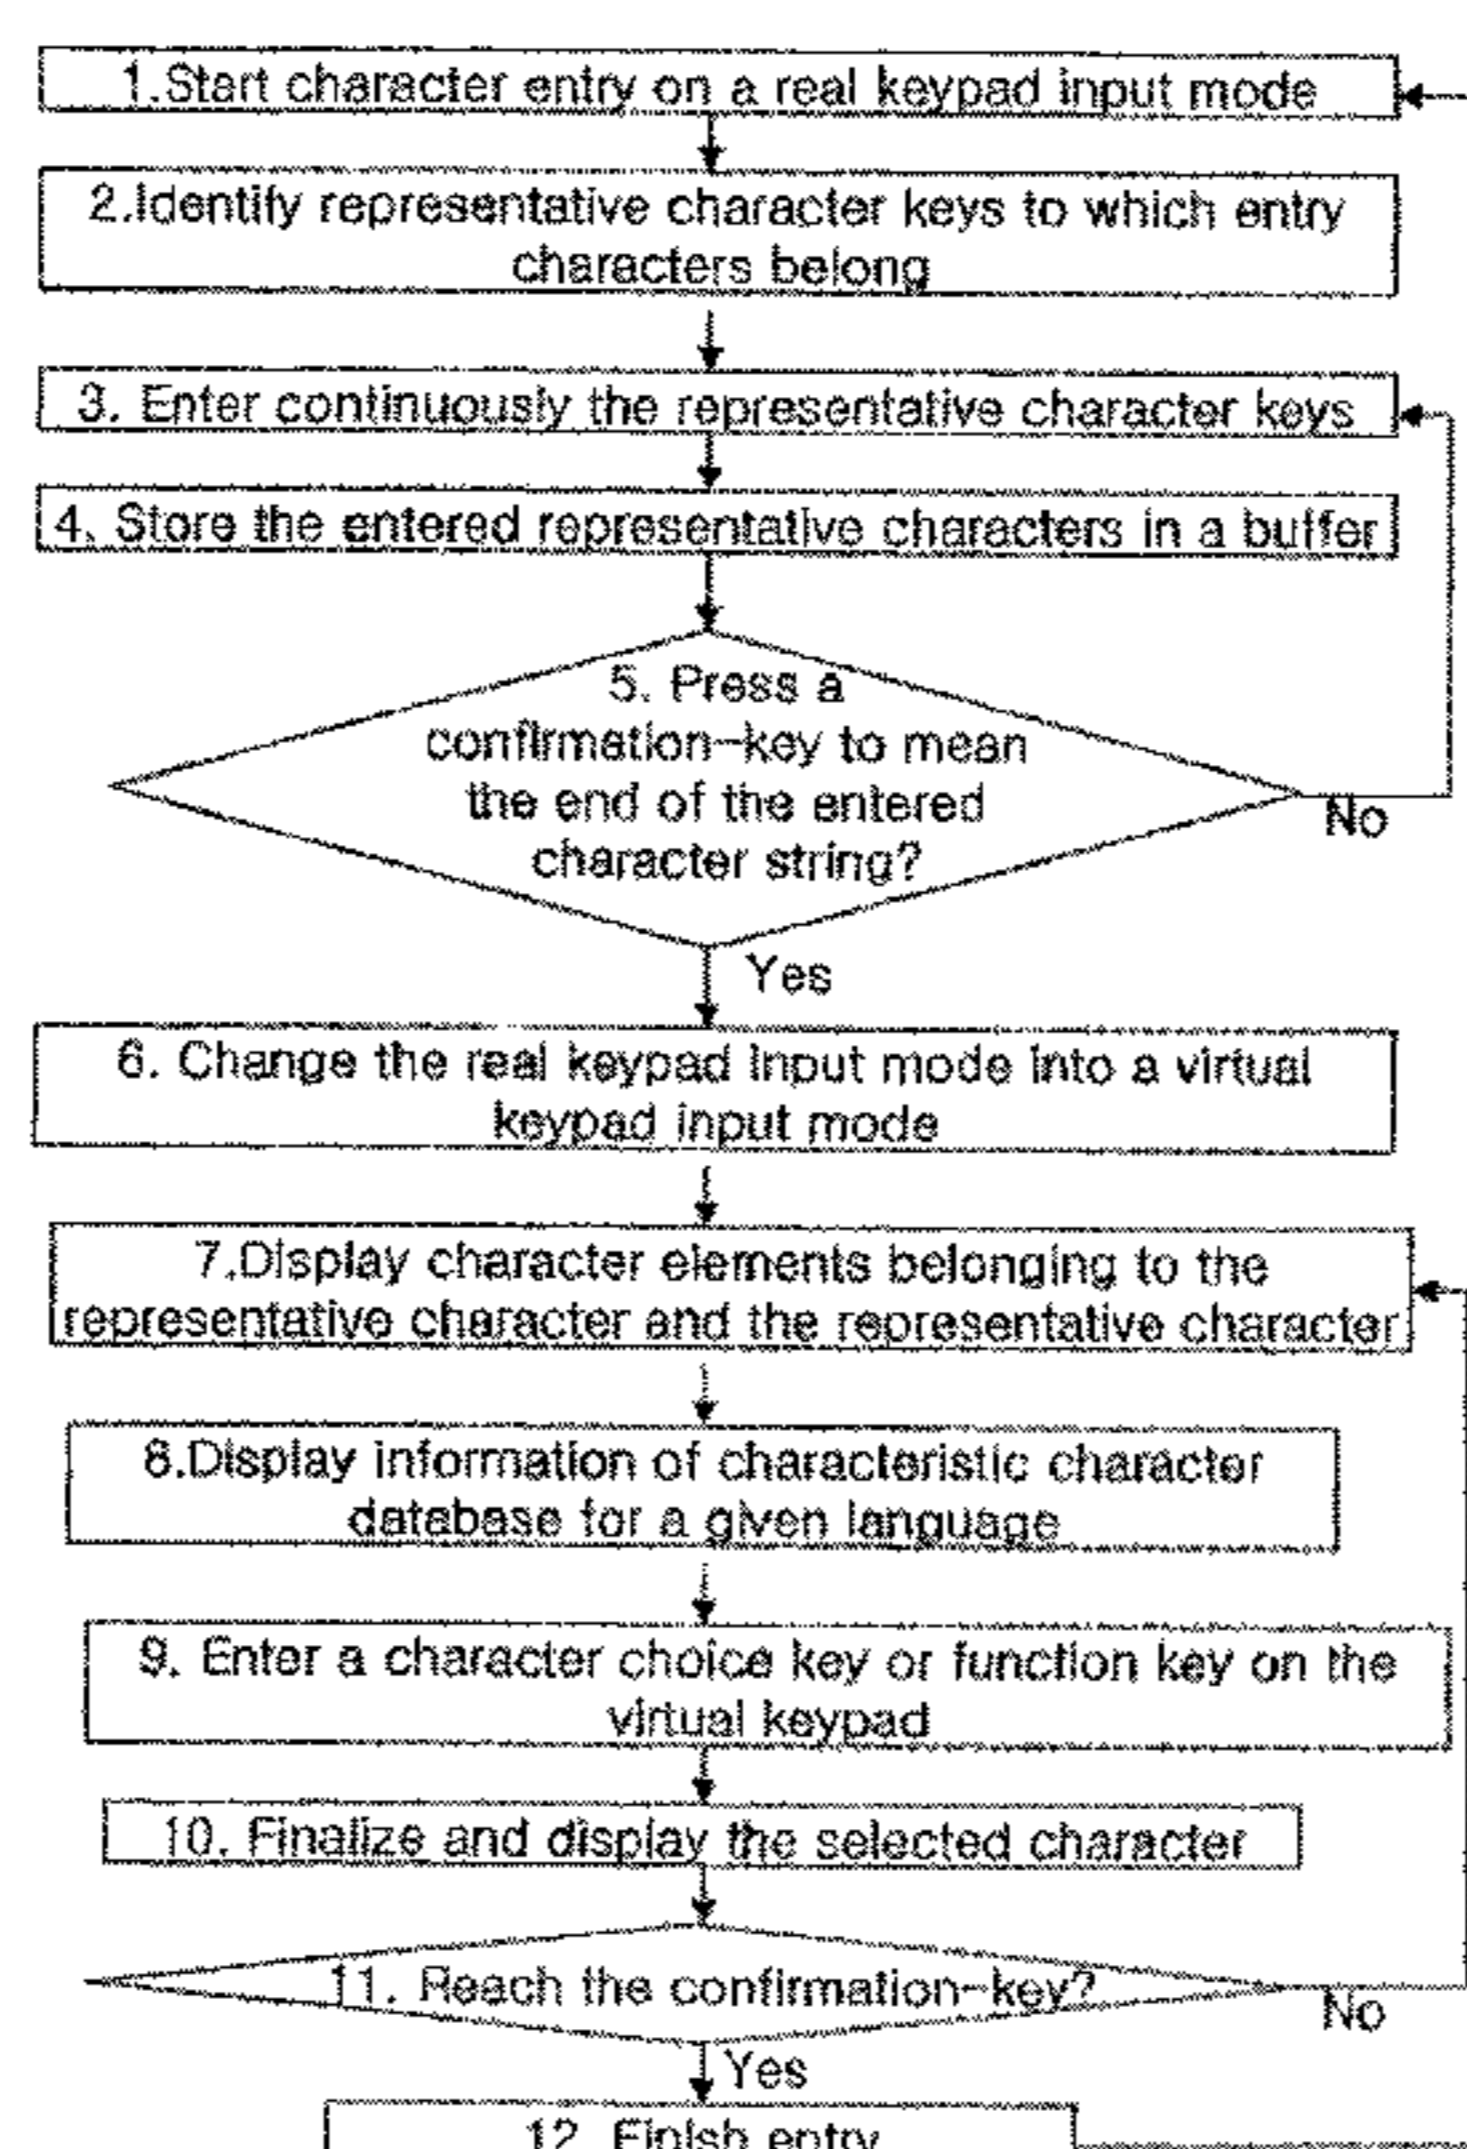 1.Start character entry on a real keypad input mode
2.Identify representative character keys to which entry
characters belong
3. Enter continuously the representative character keys
4. Store the entered representative characters in a buffer
5. Press a
confirmation-key to mean
the end of the entered
character string?
No
Yes
6. Change the real keypad input mode into a virtual
keypad input mode
7.Display character elements belonging to the
representative character and the representative character
8.Display information of characteristic character
database for a given language
9. Enter a character choice key or function key on the
virtual keypad
10. Finalize and display the selected character
11. Reach the confirmation-key?
No
Yes
12. Finish entry